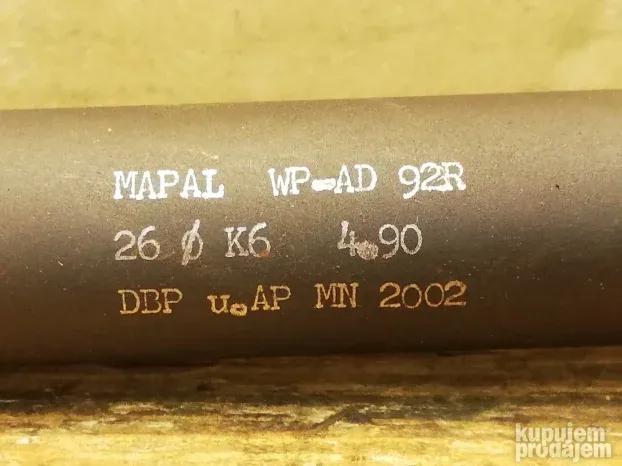 MAPAL WP.AD 92R
26 ∅ K6 4.90
DBP u.AP MN 2002
kupujem
prodajem